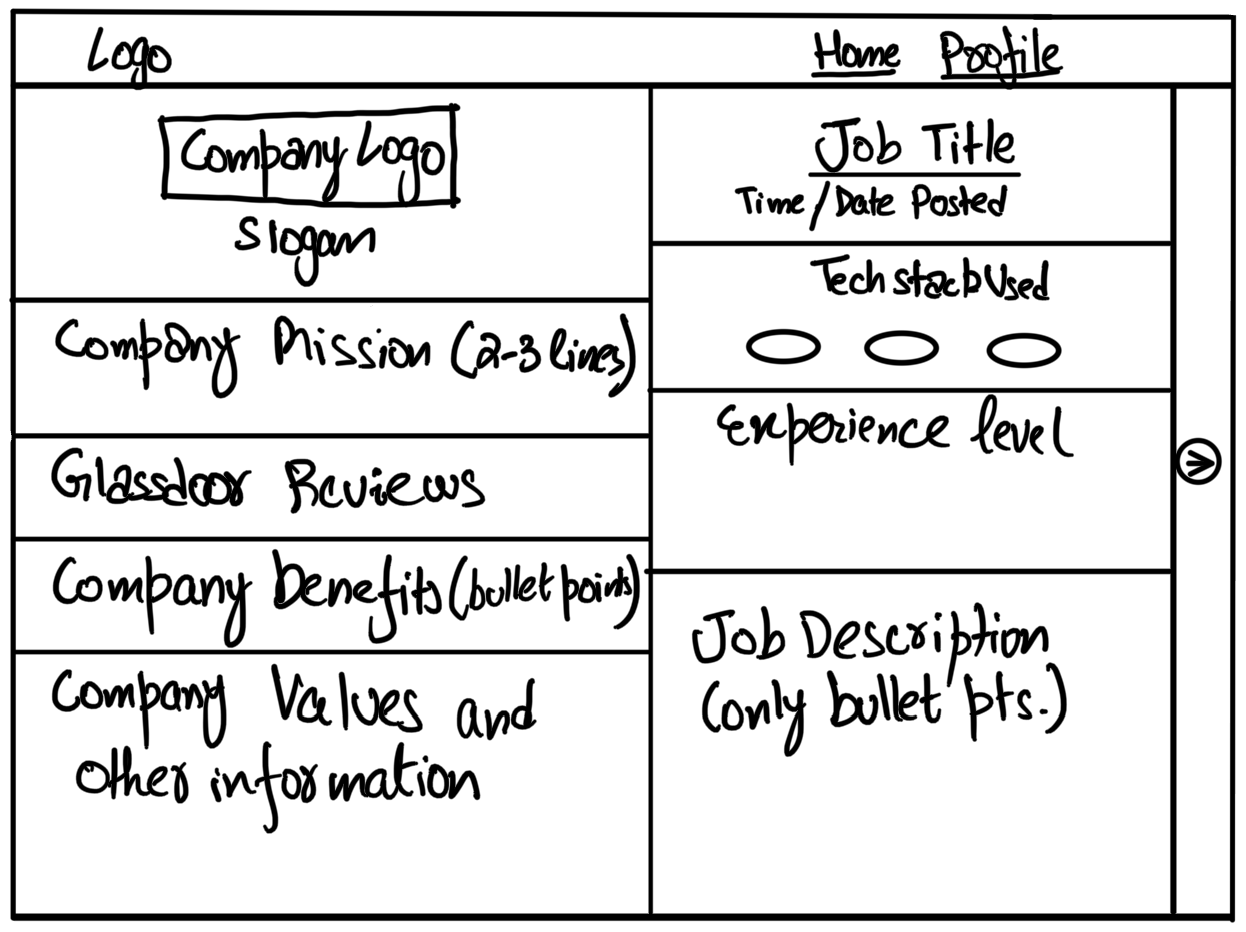 Logo
Home Profile
Company Logo
Slogan
Company Mission (2-3 lines)
Glassdoor Reviews
Company Benefits (bullet points)
Company Values and
other information
Job Title
Time/Date Posted
Tech stack Used
Experience level
Job Description
(only bullet pts.)